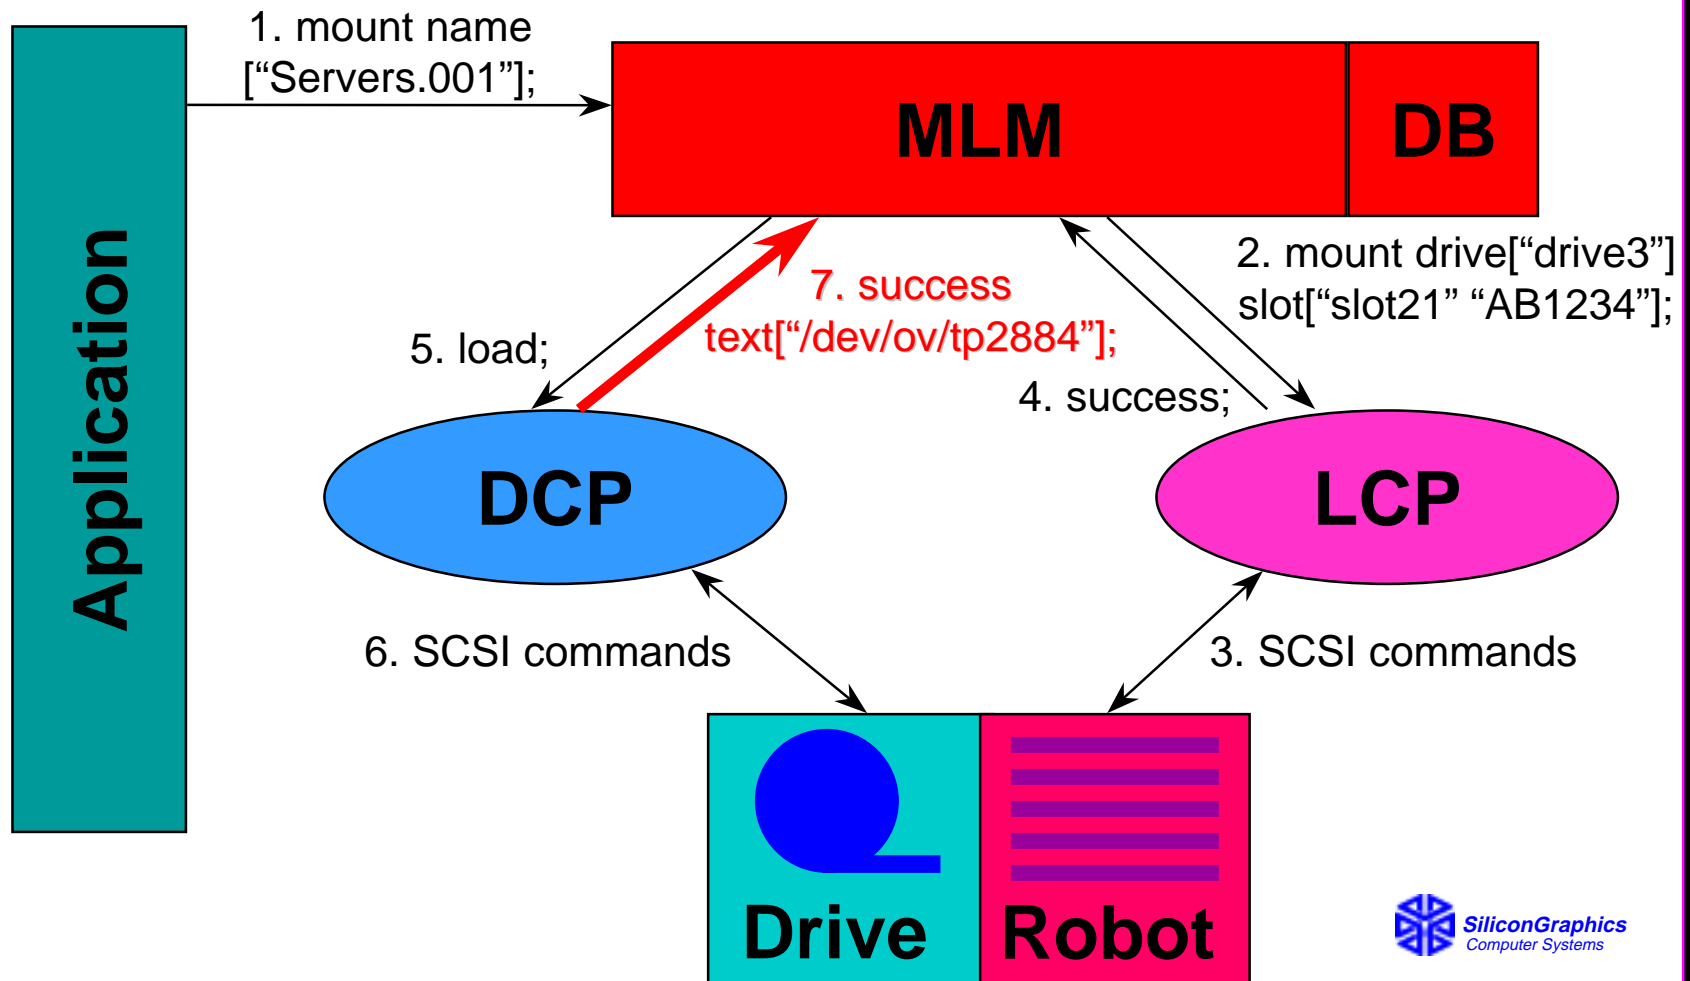 1. mount name
[“Servers.001”];
MLM
DB
Application
2. mount drive[“drive3”]
slot[“slot21” “AB1234”];
7. success
text[“/dev/ov/tp2884”];
5. load;
4. success;
DCP
LCP
6. SCSI commands
3. SCSI commands
Drive
Robot
SiliconGraphics
Computer Systems